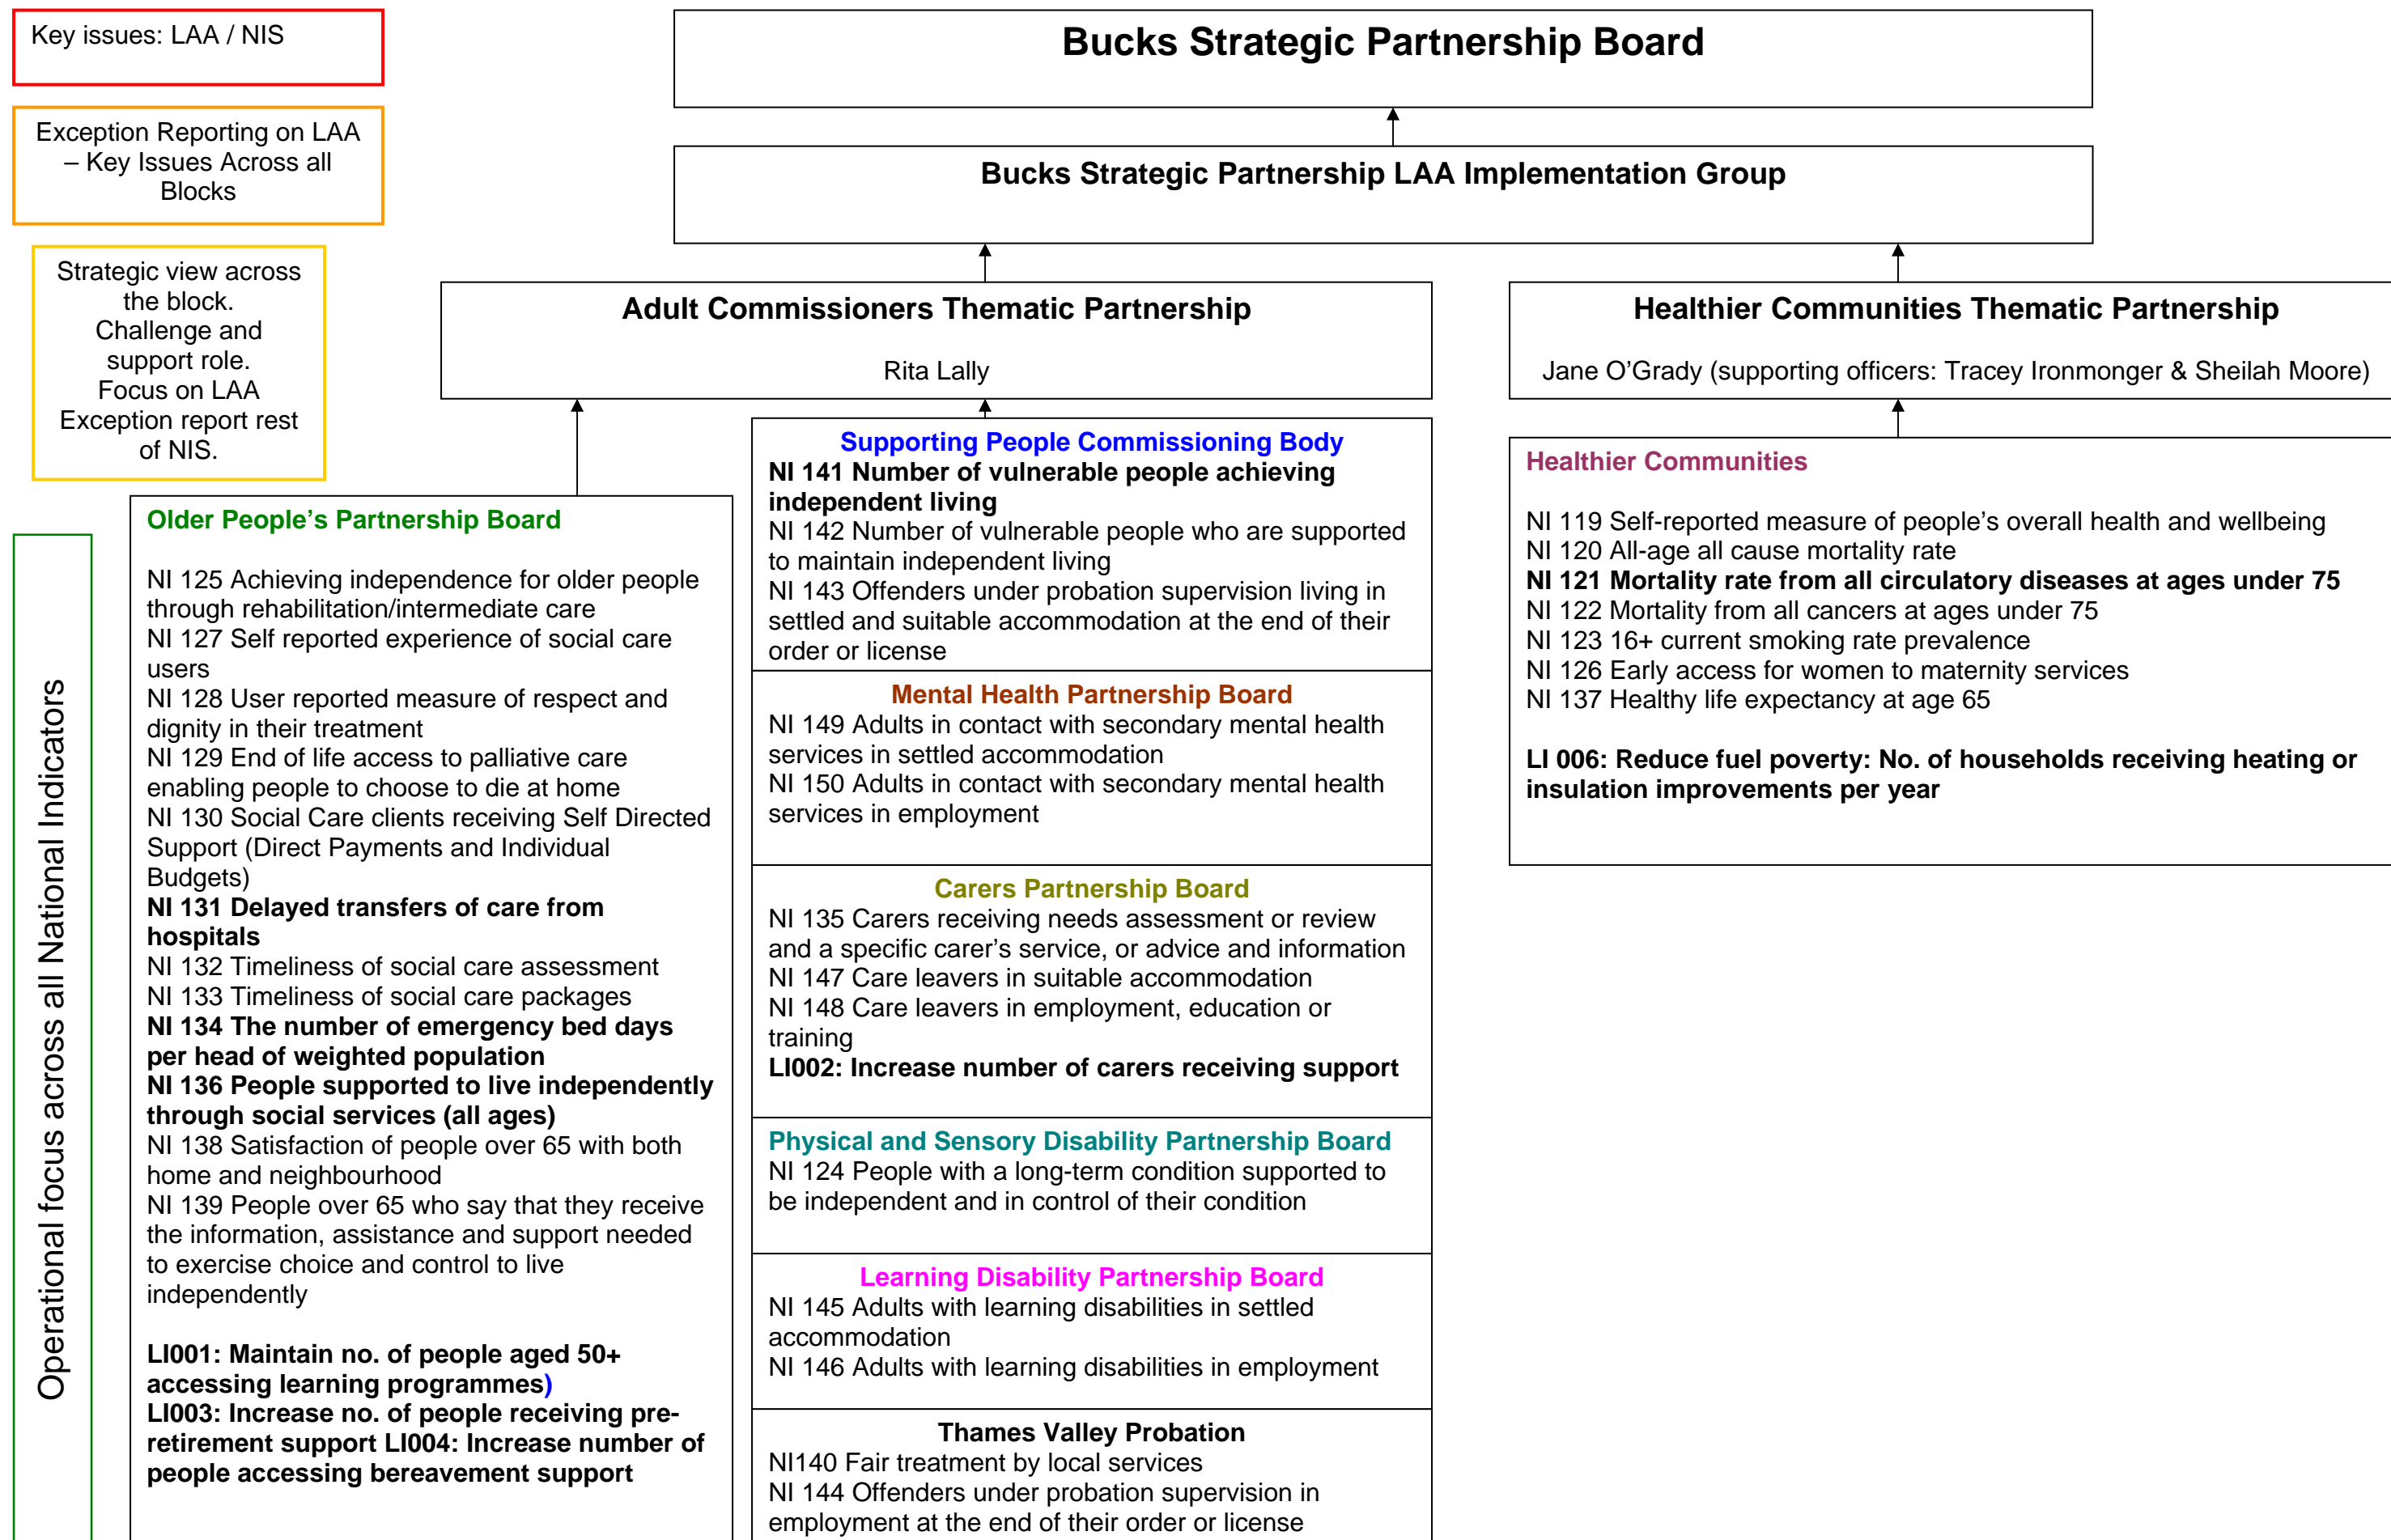 Key issues: LAA / NIS
Bucks Strategic Partnership Board
Exception Reporting on LAA
– Key Issues Across all
Blocks
Bucks Strategic Partnership LAA Implementation Group
Strategic view across
the block.
Challenge and
support role.
Focus on LAA
Exception report rest
of NIS.
Adult Commissioners Thematic Partnership
Rita Lally
Healthier Communities Thematic Partnership
Jane O'Grady (supporting officers: Tracey Ironmonger & Sheilah Moore)
Operational focus across all National Indicators
Older People's Partnership Board
NI 125 Achieving independence for older people
through rehabilitation/intermediate care
NI 127 Self reported experience of social care
users
NI 128 User reported measure of respect and
dignity in their treatment
NI 129 End of life access to palliative care
enabling people to choose to die at home
NI 130 Social Care clients receiving Self Directed
Support (Direct Payments and Individual
Budgets)
NI 131 Delayed transfers of care from
hospitals
NI 132 Timeliness of social care assessment
NI 133 Timeliness of social care packages
NI 134 The number of emergency bed days
per head of weighted population
NI 136 People supported to live independently
through social services (all ages)
NI 138 Satisfaction of people over 65 with both
home and neighbourhood
NI 139 People over 65 who say that they receive
the information, assistance and support needed
to exercise choice and control to live
independently
LI001: Maintain no. of people aged 50+
accessing learning programmes)
LI003: Increase no. of people receiving pre-
retirement support LI004: Increase number of
people accessing bereavement support
Supporting People Commissioning Body
NI 141 Number of vulnerable people achieving
independent living
NI 142 Number of vulnerable people who are supported
to maintain independent living
NI 143 Offenders under probation supervision living in
settled and suitable accommodation at the end of their
order or license
Mental Health Partnership Board
NI 149 Adults in contact with secondary mental health
services in settled accommodation
NI 150 Adults in contact with secondary mental health
services in employment
Carers Partnership Board
NI 135 Carers receiving needs assessment or review
and a specific carer's service, or advice and information
NI 147 Care leavers in suitable accommodation
NI 148 Care leavers in employment, education or
training
LI002: Increase number of carers receiving support
Physical and Sensory Disability Partnership Board
NI 124 People with a long-term condition supported to
be independent and in control of their condition
Learning Disability Partnership Board
NI 145 Adults with learning disabilities in settled
accommodation
NI 146 Adults with learning disabilities in employment
Thames Valley Probation
NI140 Fair treatment by local services
NI 144 Offenders under probation supervision in
employment at the end of their order or license
Healthier Communities
NI 119 Self-reported measure of people's overall health and wellbeing
NI 120 All-age all cause mortality rate
NI 121 Mortality rate from all circulatory diseases at ages under 75
NI 122 Mortality from all cancers at ages under 75
NI 123 16+ current smoking rate prevalence
NI 126 Early access for women to maternity services
NI 137 Healthy life expectancy at age 65
LI 006: Reduce fuel poverty: No. of households receiving heating or
insulation improvements per year